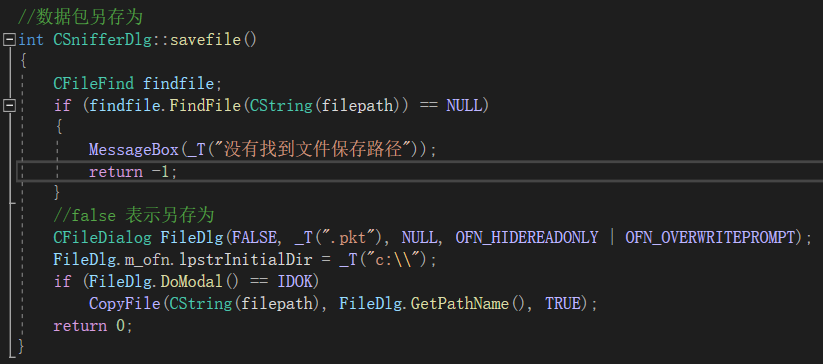 //数据包另存为
int CSnifferDlg::savefile()
{
    CFileFind findfile;
    if (findfile.FindFile(CString(filepath)) == NULL)
    {
        MessageBox(_T("没有找到文件保存路径"));
        return -1;
    }
    //false 表示另存为
    CFileDialog FileDlg(FALSE, _T(".pkt"), NULL, OFN_HIDEREADONLY | OFN_OVERWRITEPROMPT);
    FileDlg.m_ofn.lpstrInitialDir = _T("c:\\");
    if (FileDlg.DoModal() == IDOK)
        CopyFile(CString(filepath), FileDlg.GetPathName(), TRUE);
    return 0;
}